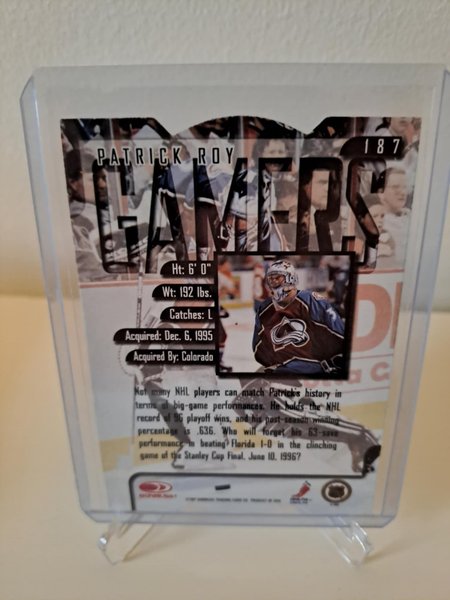 187
PATRICK ROY
GAMERS
Ht: 6' 0"
Wt: 192 lbs.
Catches: L
Acquired: Dec. 6, 1995
Acquired By: Colorado
Not many NHL players can match Patrick's history in
terms of big-game performances. He holds the NHL
record of 96 playoff wins, and his post-season winning
percentage is .636. Who will forget his 63-save
performance in beating Florida 1-0 in the clinching
game of the Stanley Cup Final, June 10, 1996?